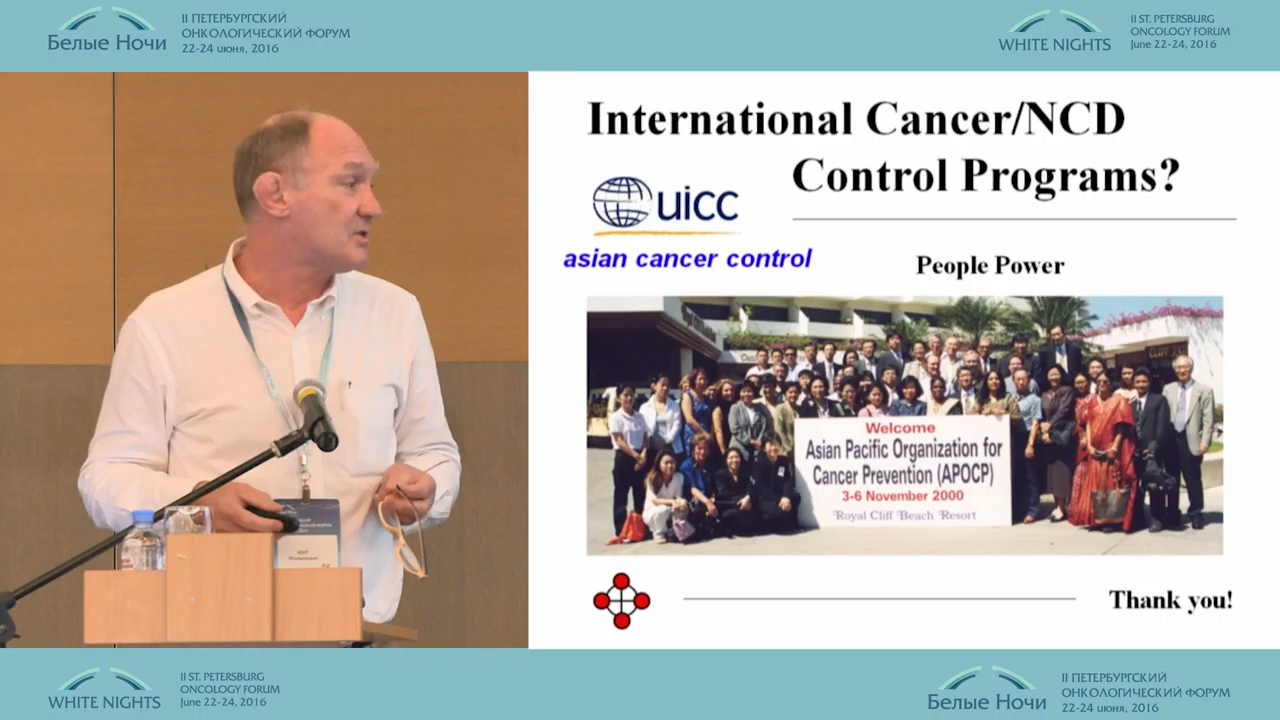 Белые Ночи
II ПЕТЕРБУРГСКИЙ
ОНКОЛОГИЧЕСКИЙ ФОРУМ
22-24 июня, 2016
WHITE NIGHTS
II ST. PETERSBURG
ONCOLOGY FORUM
June 22-24, 2016
International Cancer/NCD
Control Programs?
uicc
asian cancer control
People Power
Welcome
Asian Pacific Organization for
Cancer Prevention (APOCP)
3-6 November 2000
Royal Cliff Beach Resort
Thank you!
WHITE NIGHTS
II ST. PETERSBURG
ONCOLOGY FORUM
June 22-24, 2016
Белые Ночи
II ПЕТЕРБУРГСКИЙ
ОНКОЛОГИЧЕСКИЙ ФОРУМ
22-24 июня, 2016